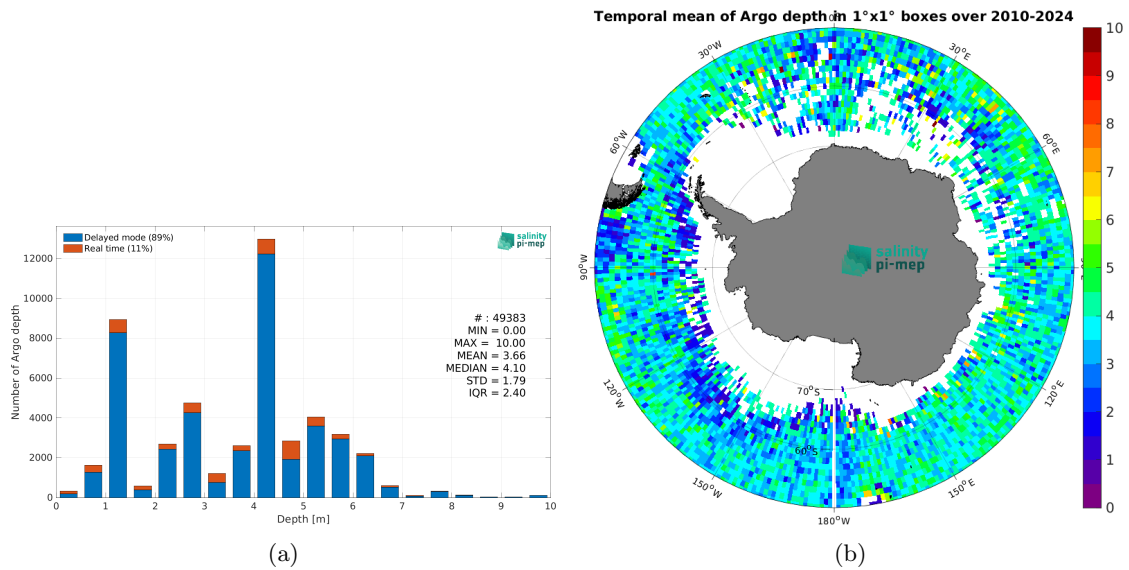 Delayed mode (89%)
Real time (11%)
salinity
pi-mep
Number of Argo depth
12000
10000
8000
6000
4000
2000
0
# : 49383
MIN = 0.00
MAX = 10.00
MEAN = 3.66
MEDIAN = 4.10
STD = 1.79
IQR = 2.40
0 1 2 3 4 5 6 7 8 9 10
Depth [m]
(a)
Temporal mean of Argo depth in 1°x1° boxes over 2010-2024
30°W
30°E
60°W
60°E
90°W
120°W
120°E
150°W
150°E
180°W
70°S
60°S
salinity
pi-mep
10
9
8
7
6
5
4
3
2
1
0
(b)